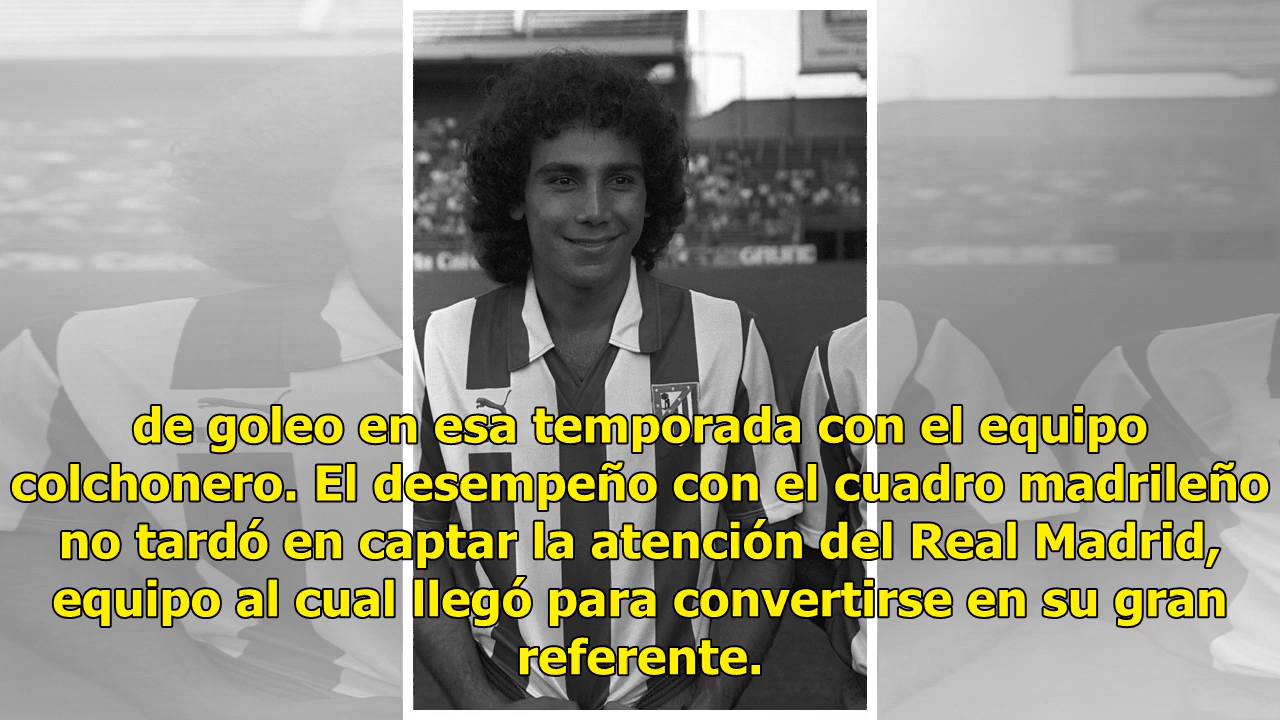 GRUNDIG
de goleo en esa temporada con el equipo
colchonero. El desempeño con el cuadro madrileño
no tardó en captar la atención del Real Madrid,
equipo al cual llegó para convertirse en su gran
referente.